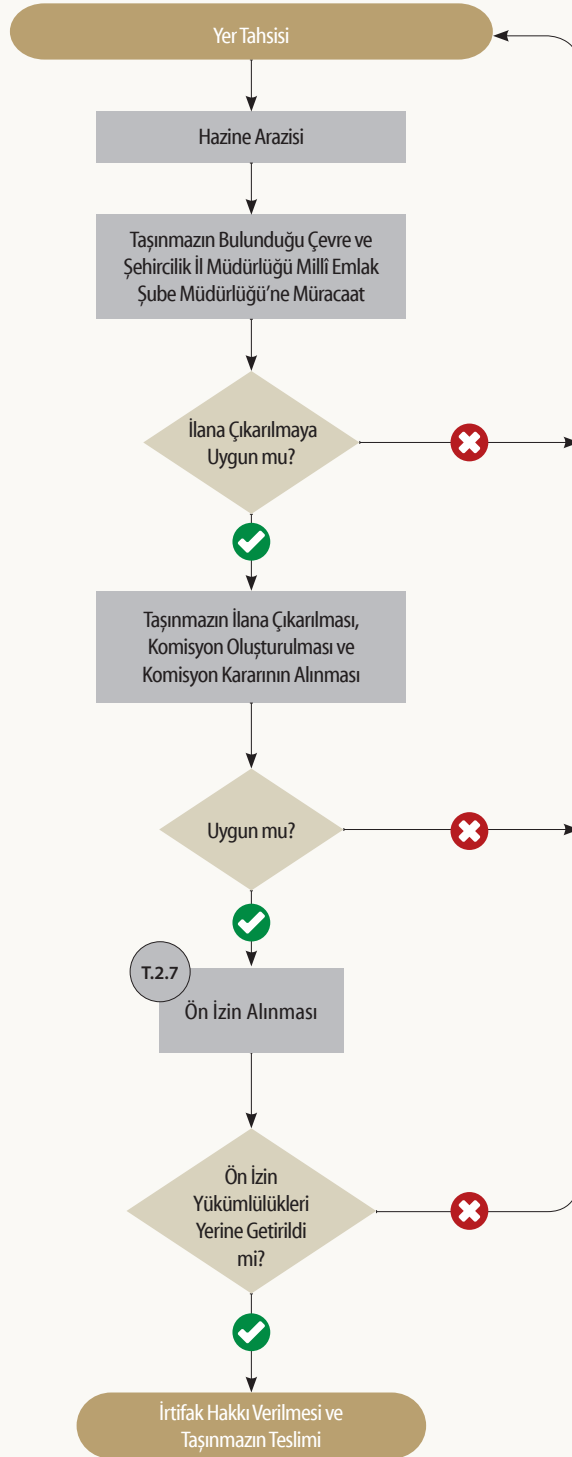 Yer Tahsisi
Hazine Arazisi
Taşınmazın Bulunduğu Çevre ve
Şehircilik İl Müdürlüğü Millî Emlak
Şube Müdürlüğü'ne Müracaat
İlana Çıkarılmaya
Uygun mu?
Taşınmazın İlana Çıkarılması,
Komisyon Oluşturulması ve
Komisyon Kararının Alınması
Uygun mu?
T.2.7
Ön İzin Alınması
Ön İzin
Yükümlülükleri
Yerine Getirildi
mi?
İrtifak Hakkı Verilmesi ve
Taşınmazın Teslimi